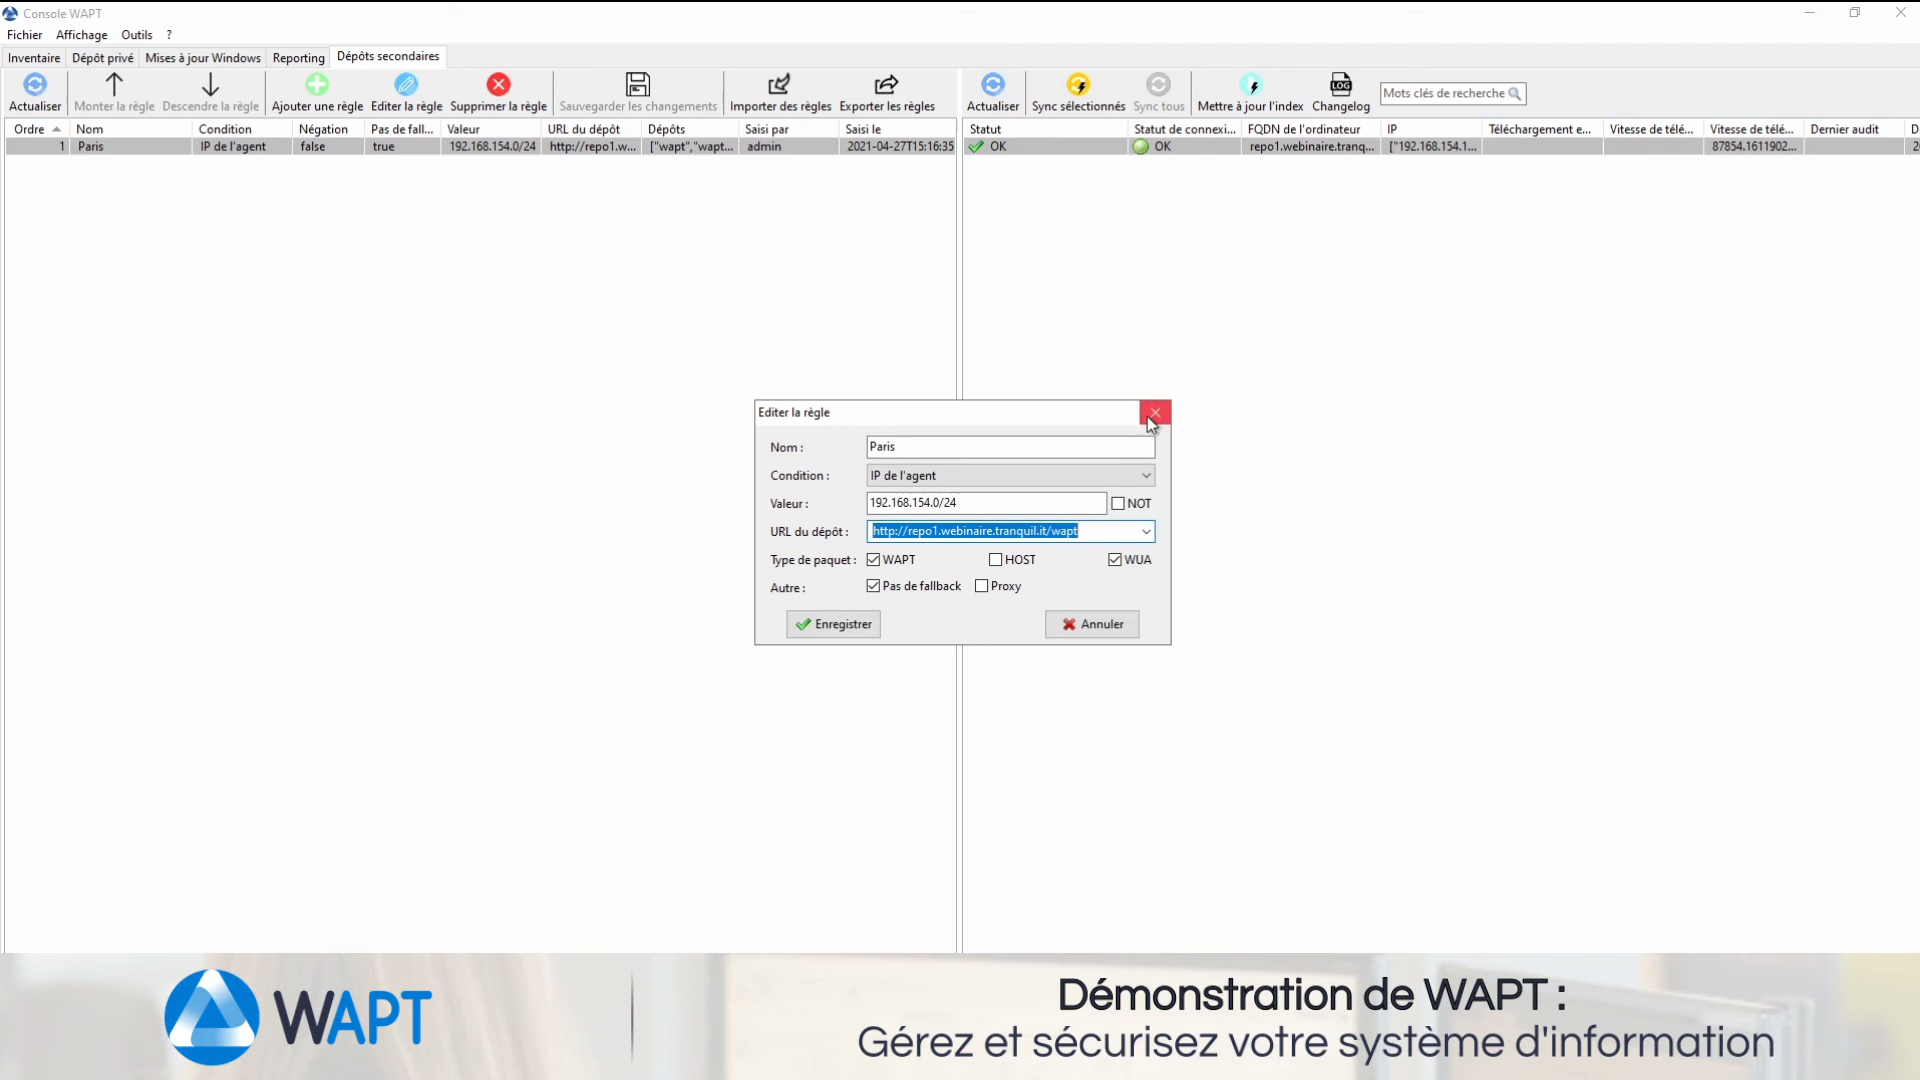 Console WAPT
Fichier Affichage Outils ?
Inventaire Dépôt privé Mises à jour Windows Reporting Dépôts secondaires
Actualiser Monter la règle Descendre la règle Ajouter une règle Editer la règle Supprimer la règle Sauvegarder les changements Importer des règles Exporter les règles Actualiser Sync sélectionnés Sync tous Mettre à jour l'index LOG Changelog Mots clés de recherche
Ordre Nom Condition Négation Pas de fall... Valeur URL du dépôt Dépôts Saisi par Saisi le Statut Statut de connexi... FQDN de l'ordinateur IP Téléchargement e... Vitesse de télé... Vitesse de télé... Dernier audit D
1 Paris IP de l'agent false true 192.168.154.0/24 http://repo1.w... ["wapt","wapt... admin 2021-04-27T15:16:35 OK OK repo1.webinaire.tranq... ["192.168.154.1... 87854.1611902... 2
Editer la règle
Nom : Paris
Condition : IP de l'agent
Valeur : 192.168.154.0/24 NOT
URL du dépôt : http://repo1.webinaire.tranquil.it/wapt
Type de paquet : WAPT HOST WUA
Autre : Pas de fallback Proxy
Enregistrer Annuler
WAPT
Démonstration de WAPT :
Gérez et sécurisez votre système d'information